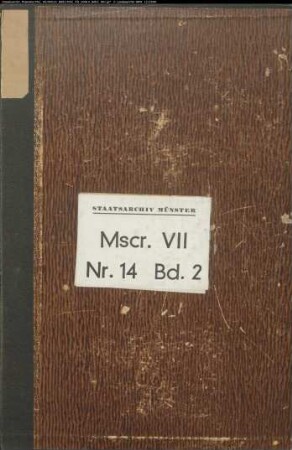 STAATSARCHIV MÜNSTER
Mscr. VII
Nr. 14 Bd. 2